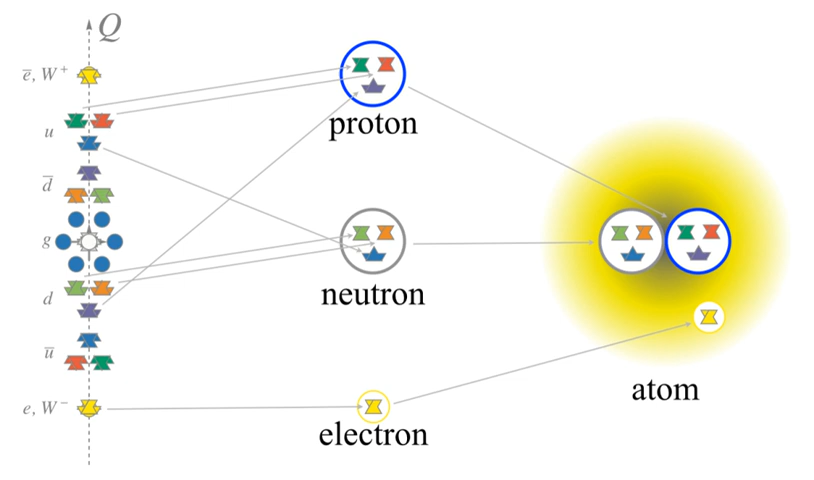 Q
e̅, W⁺
proton
u
d̅
g
neutron
d
u̅
atom
e, W⁻
electron